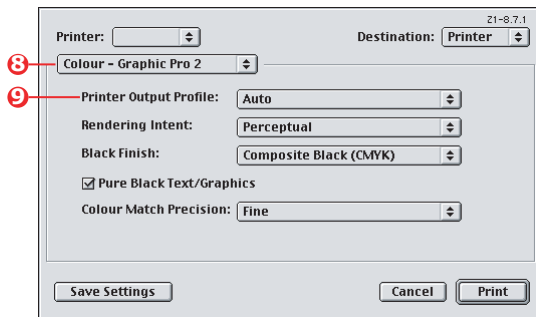 Z1-8.7.1
Printer: Destination: Printer
8 Colour - Graphic Pro 2
9 Printer Output Profile: Auto
Rendering Intent: Perceptual
Black Finish: Composite Black (CMYK)
Pure Black Text/Graphics
Colour Match Precision: Fine
Save Settings Cancel Print